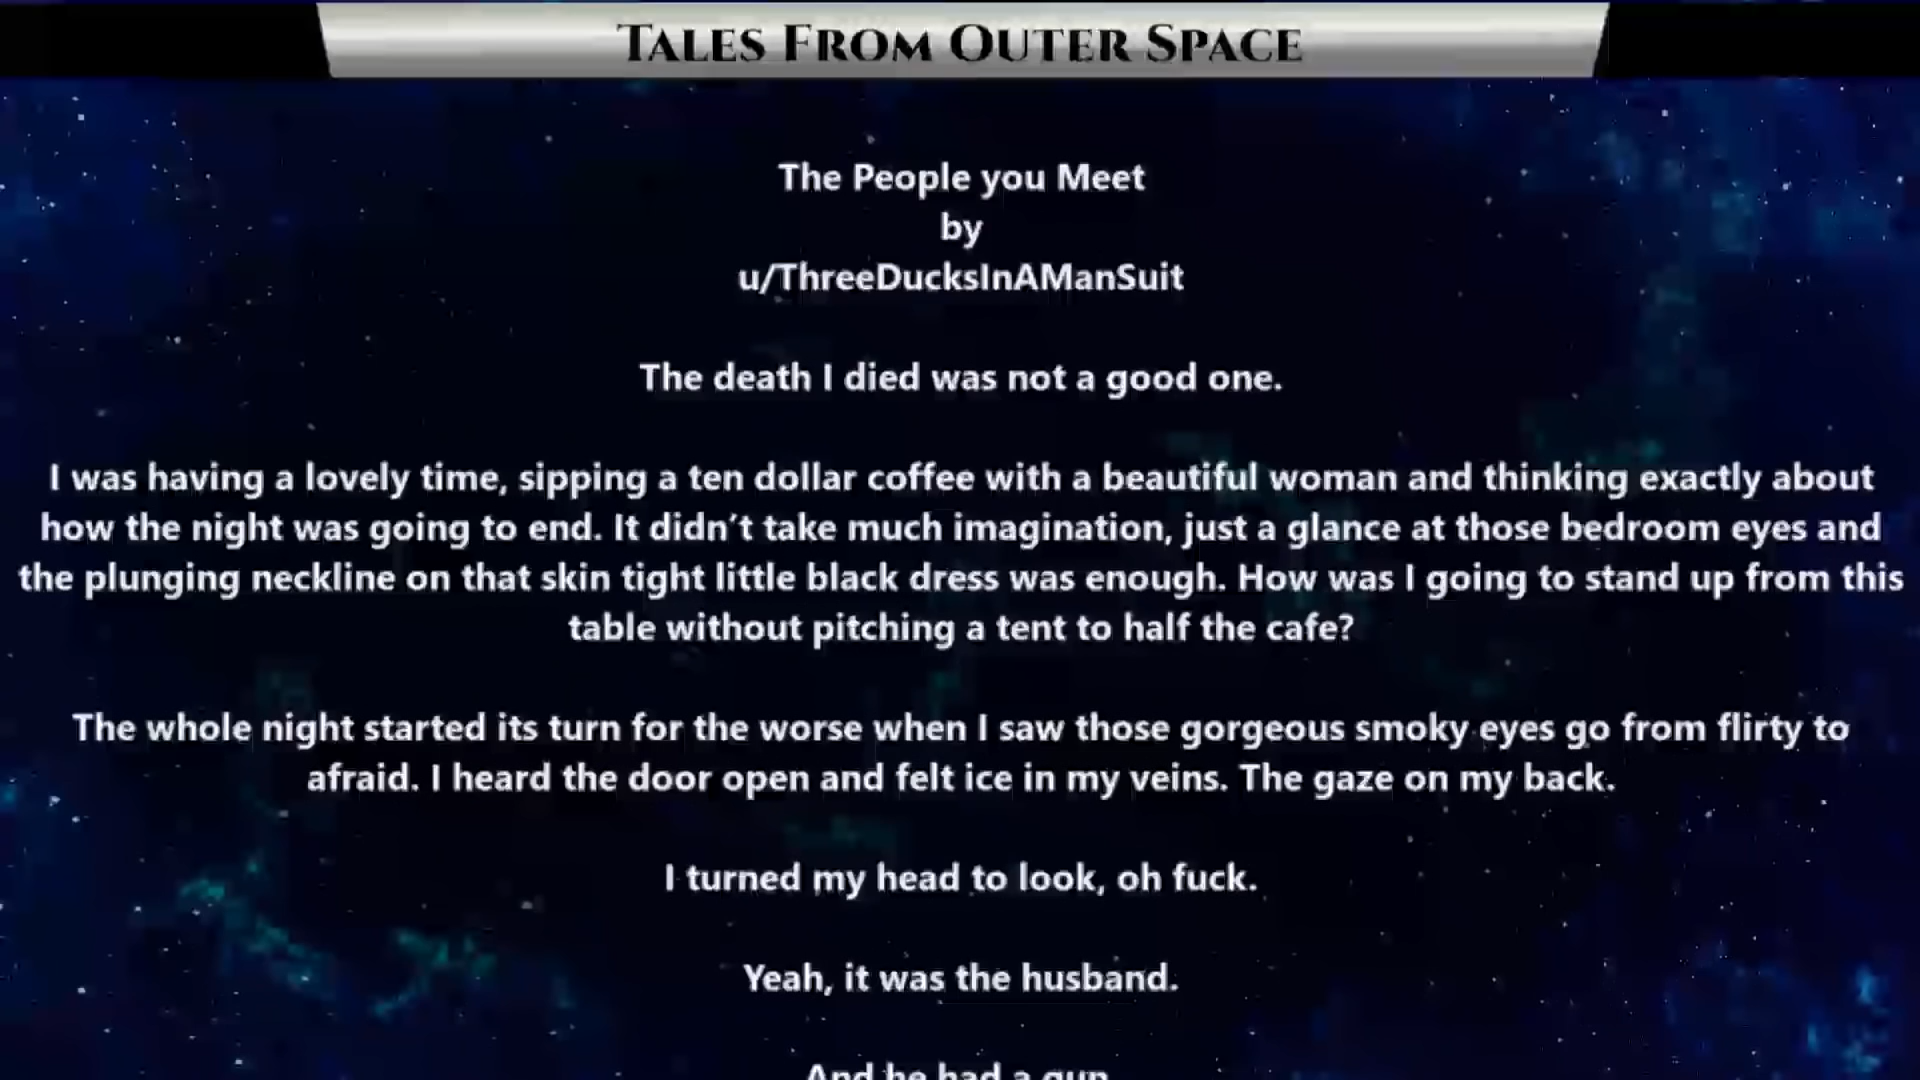 TALES FROM OUTER SPACE
The People you Meet
by
u/ThreeDucksInAManSuit
The death I died was not a good one.
I was having a lovely time, sipping a ten dollar coffee with a beautiful woman and thinking exactly about
how the night was going to end. It didn’t take much imagination, just a glance at those bedroom eyes and
the plunging neckline on that skin tight little black dress was enough. How was I going to stand up from this
table without pitching a tent to half the cafe?
The whole night started its turn for the worse when I saw those gorgeous smoky eyes go from flirty to
afraid. I heard the door open and felt ice in my veins. The gaze on my back.
I turned my head to look, oh fuck.
Yeah, it was the husband.
And he had a gun